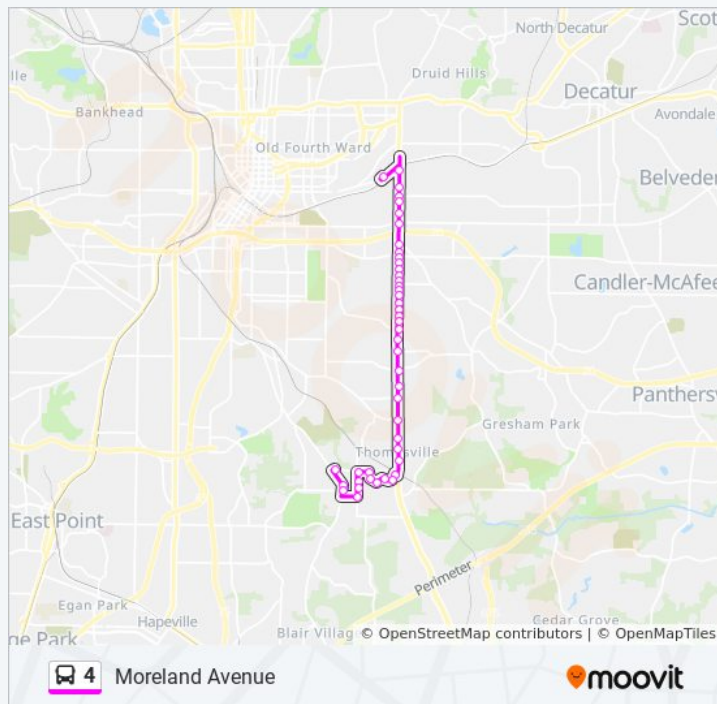 Scot
North Decatur
Druid Hills
lle
Decatur
Bankhead
Avondale
Old Fourth Ward
Belveder
Candler-McAfee
Panthersv
Gresham Park
Thomasville
East Point
Perimeter
Egan Park
Hapeville
Cedar Grove
ge Park
Blair Villag
© OpenStreetMap contributors | © OpenMapTiles
4 Moreland Avenue
moovit